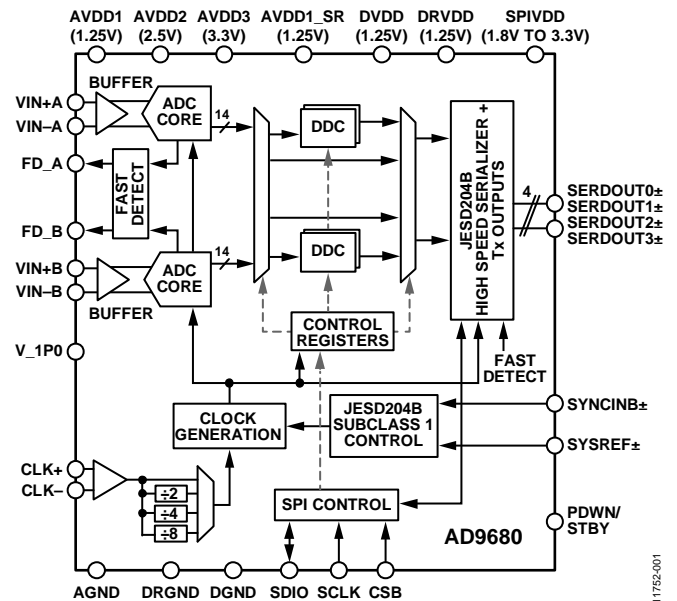 AVDD1 AVDD2 AVDD3 AVDD1_SR DVDD DRVDD SPIVDD
(1.25V) (2.5V) (3.3V) (1.25V) (1.25V) (1.25V) (1.8V TO 3.3V)
BUFFER
VIN+A
VIN–A
ADC
CORE
14
DDC
FD_A
FAST
DETECT
FD_B
VIN+B
VIN–B
ADC
CORE
14
DDC
BUFFER
JESD204B
HIGH SPEED SERIALIZER +
Tx OUTPUTS
4
SERDOUT0±
SERDOUT1±
SERDOUT2±
SERDOUT3±
CONTROL
REGISTERS
V_1P0
FAST
DETECT
CLOCK
GENERATION
JESD204B
SUBCLASS 1
CONTROL
SYNCINB±
SYSREF±
CLK+
CLK–
÷2
÷4
÷8
SPI CONTROL
AD9680
PDWN/
STBY
AGND DRGND DGND SDIO SCLK CSB
11752-001